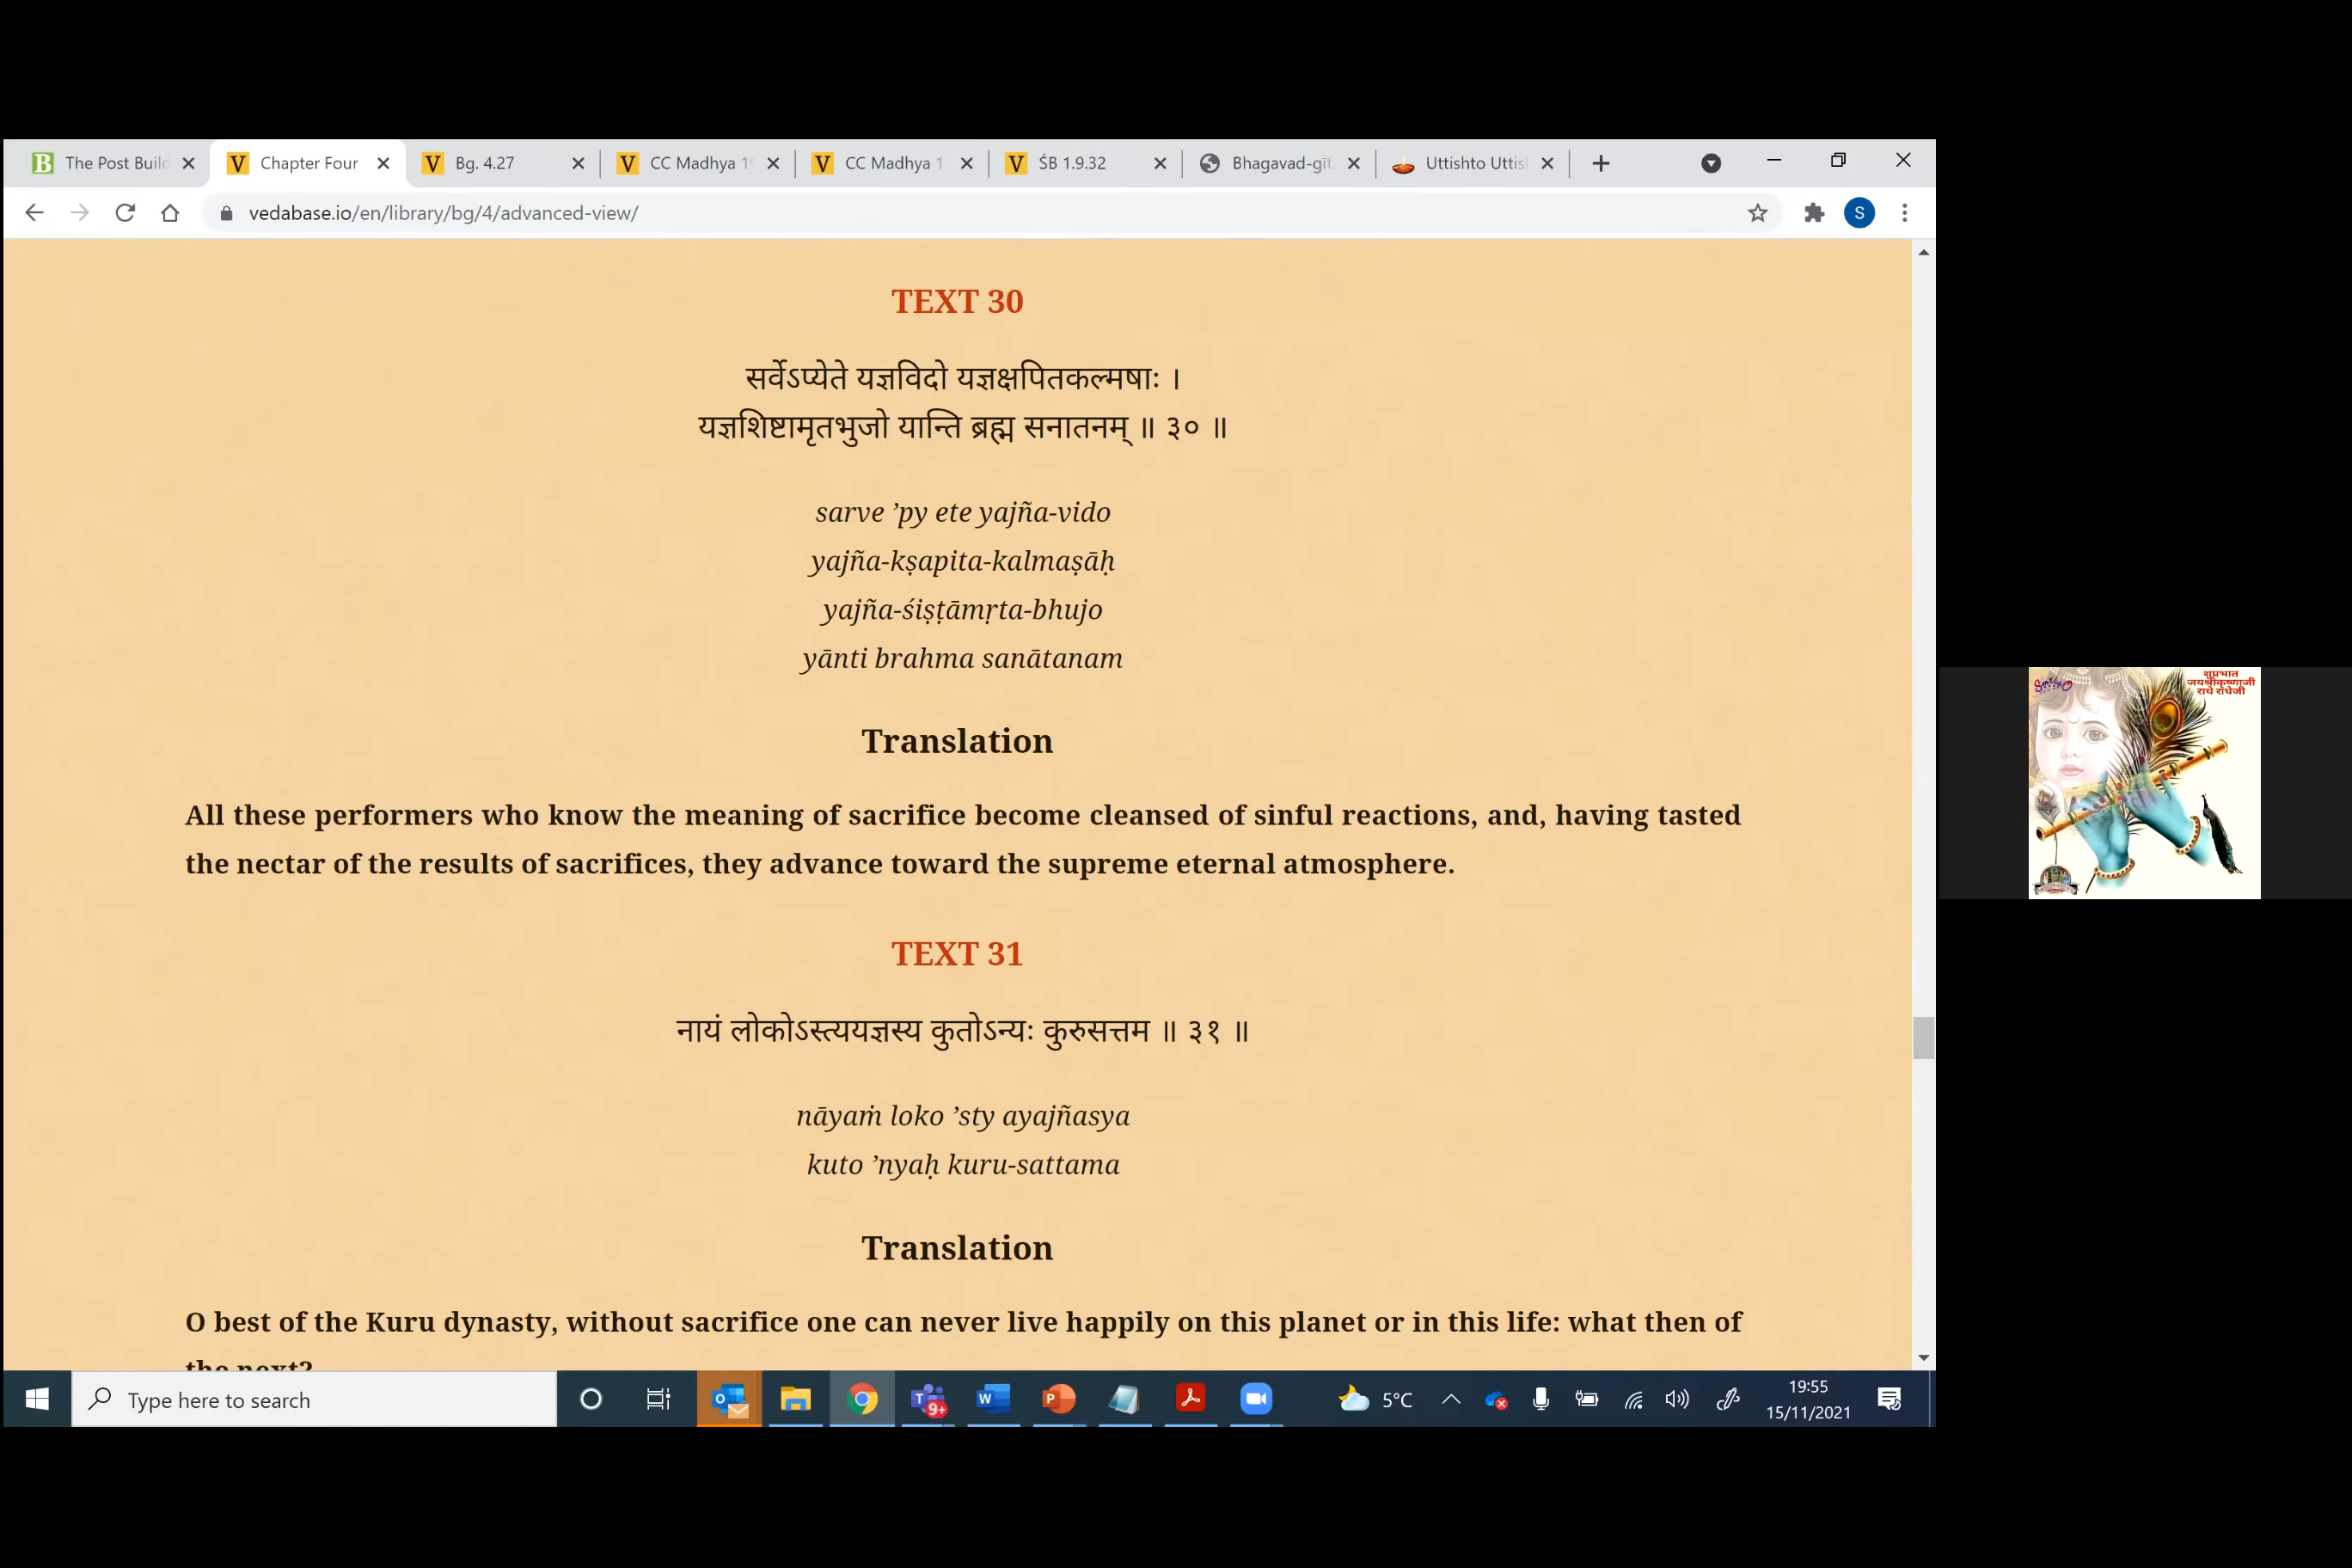 The Post Build
Chapter Four
Bg. 4.27
CC Madhya 1
CC Madhya 1
ŚB 1.9.32
Bhagavad-gīt
Uttishto Uttis
vedabase.io/en/library/bg/4/advanced-view/
S
TEXT 30
सर्वेऽप्येते यज्ञविदो यज्ञक्षपितकल्मषाः ।
यज्ञशिष्टामृतभुजो यान्ति ब्रह्म सनातनम् ॥ ३० ॥
sarve ’py ete yajña-vido
yajña-kṣapita-kalmaṣāḥ
yajña-śiṣṭāmṛta-bhujo
yānti brahma sanātanam
Translation
All these performers who know the meaning of sacrifice become cleansed of sinful reactions, and, having tasted
the nectar of the results of sacrifices, they advance toward the supreme eternal atmosphere.
TEXT 31
नायं लोकोऽस्त्ययज्ञस्य कुतोऽन्यः कुरुसत्तम ॥ ३१ ॥
nāyaṁ loko ’sty ayajñasya
kuto ’nyaḥ kuru-sattama
Translation
O best of the Kuru dynasty, without sacrifice one can never live happily on this planet or in this life: what then of
the next?
शुप्रभात
जयश्रीकृष्णाजी
राधे राधेजी
Type here to search
9+
5°C
19:55
15/11/2021